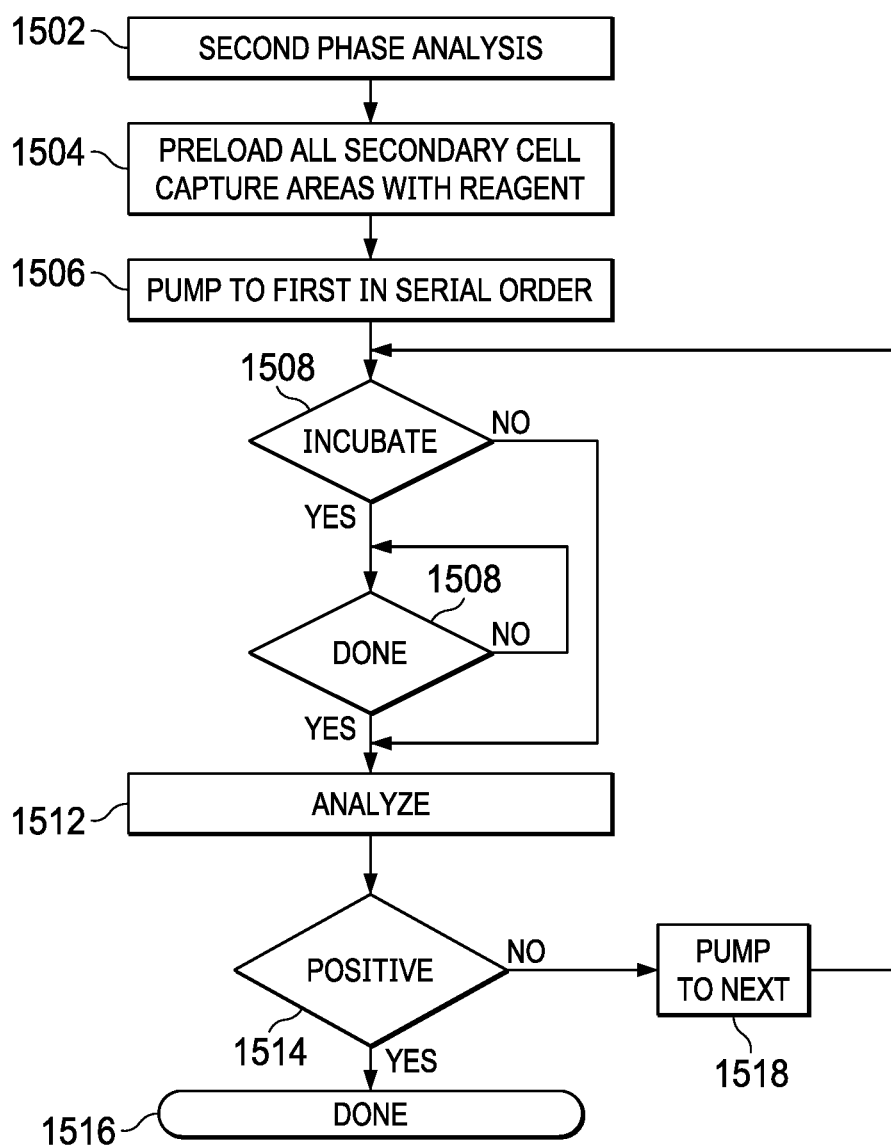 1502
SECOND PHASE ANALYSIS
1504
PRELOAD ALL SECONDARY CELL
CAPTURE AREAS WITH REAGENT
1506
PUMP TO FIRST IN SERIAL ORDER
1508
INCUBATE
NO
YES
1508
DONE
NO
YES
1512
ANALYZE
POSITIVE
NO
PUMP
TO NEXT
1514
YES
1518
1516
DONE